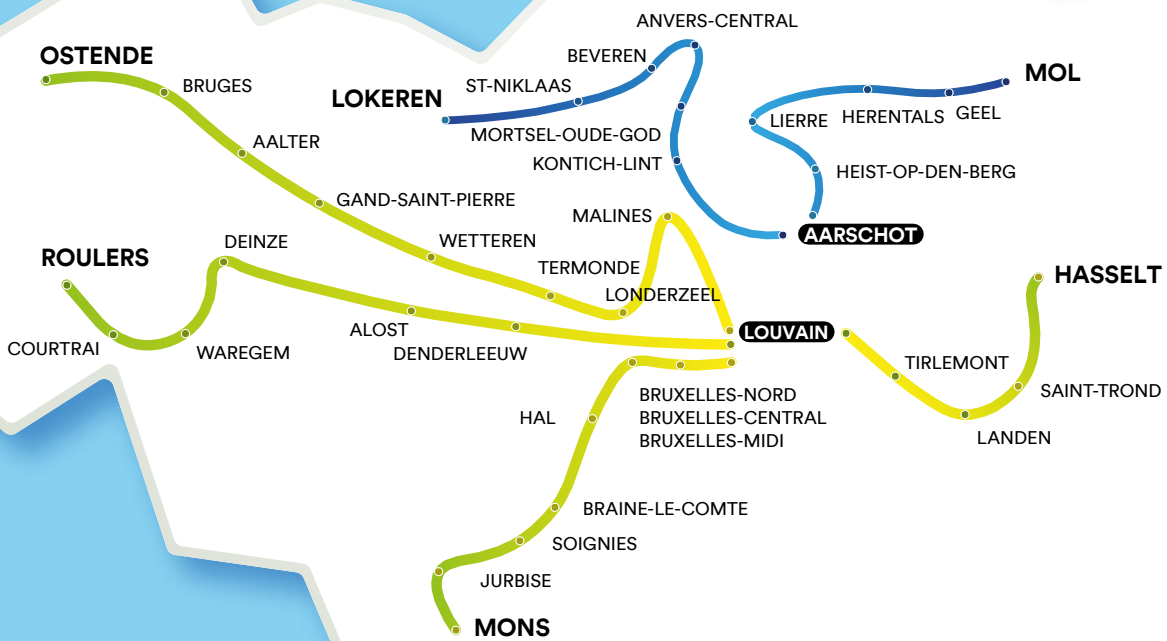 ANVERS-CENTRAL
OSTENDE
BEVEREN
MOL
BRUGES
ST-NIKLAAS
LOKEREN
HERENTALS
GEEL
LIERRE
MORTSEL-OUDE-GOD
AALTER
KONTICH-LINT
HEIST-OP-DEN-BERG
GAND-SAINT-PIERRE
MALINES
AARSCHOT
DEINZE
WETTEREN
ROULERS
TERMONDE
HASSELT
LONDERZEEL
ALOST
LOUVAIN
COURTRAI
WAREGEM
DENDERLEEUW
TIRLEMONT
SAINT-TROND
BRUXELLES-NORD
BRUXELLES-CENTRAL
BRUXELLES-MIDI
HAL
LANDEN
BRAINE-LE-COMTE
SOIGNIES
JURBISE
MONS